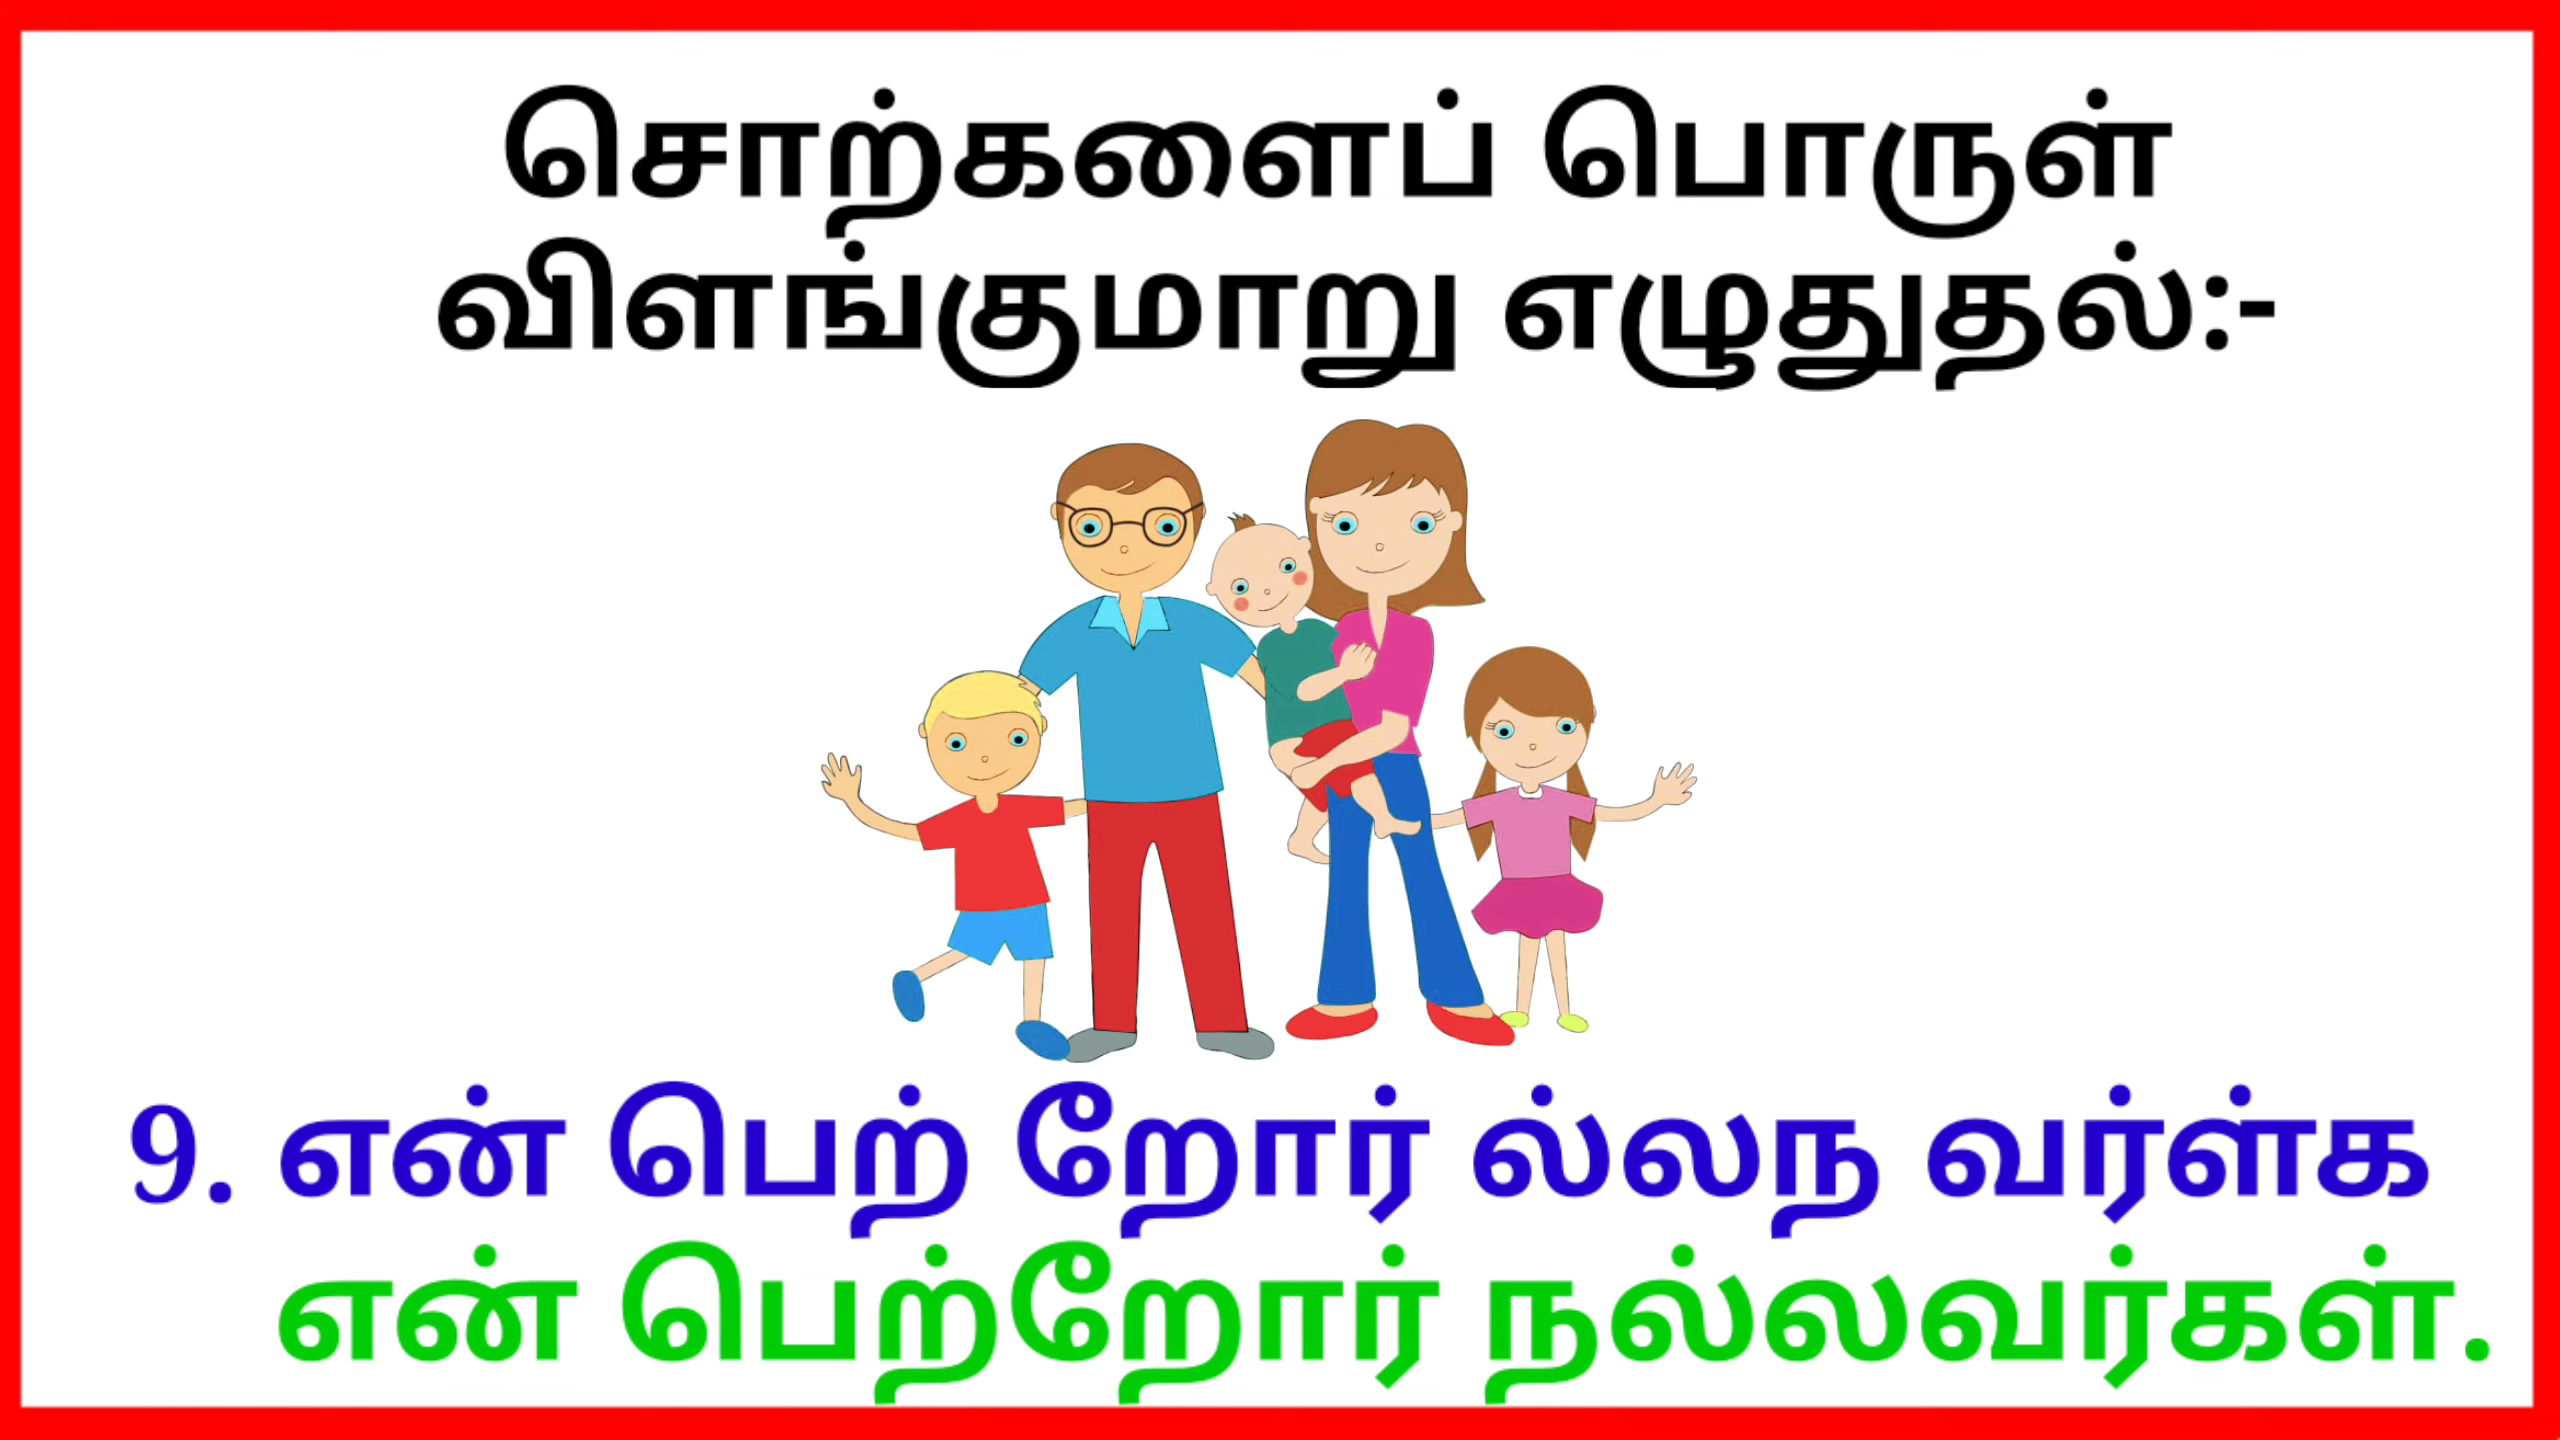 சொற்களைப் பொருள்
விளங்குமாறு எழுதுதல்:-
9. என் பெற் றோர் ல்லந வர்ள்க
என் பெற்றோர் நல்லவர்கள்.